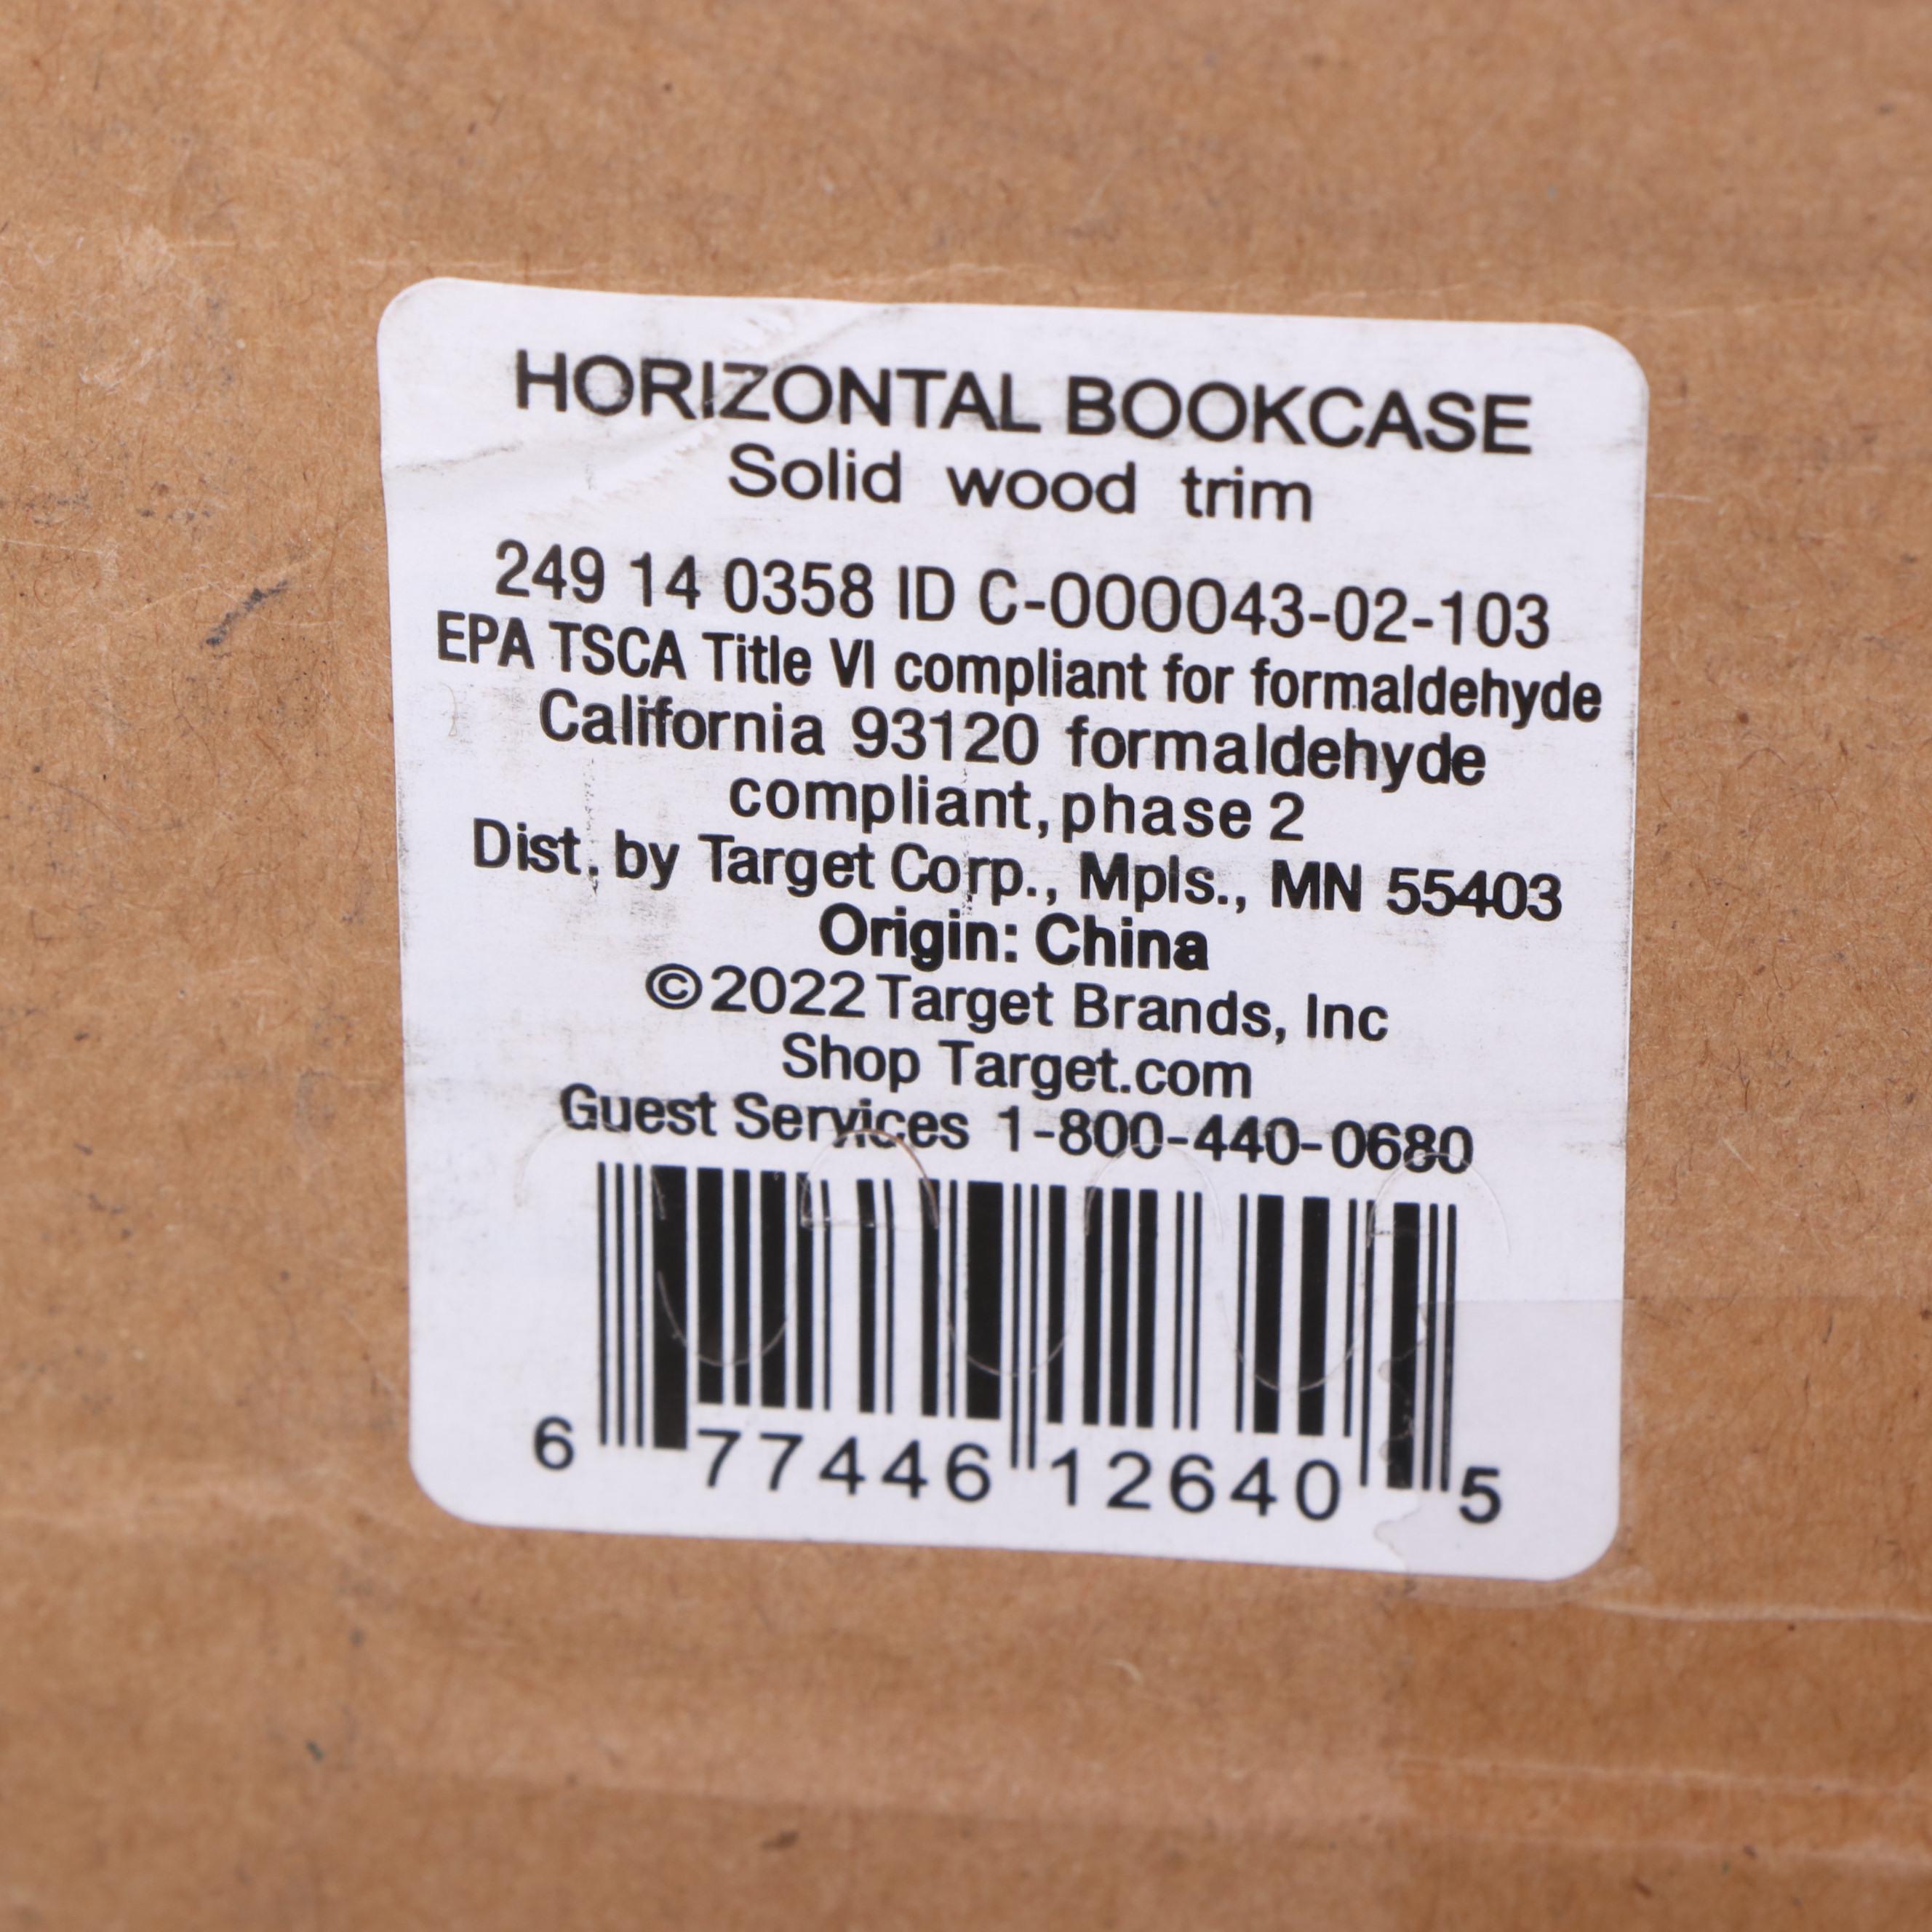 HORIZONTAL BOOKCASE
Solid wood trim
249 14 0358 ID C-000043-02-103
EPA TSCA Title VI compliant for formaldehyde
California 93120 formaldehyde
compliant, phase 2
Dist. by Target Corp., Mpls., MN 55403
Origin: China
©2022 Target Brands, Inc
Shop Target.com
Guest Services 1-800-440-0680
6 77446 12640 5